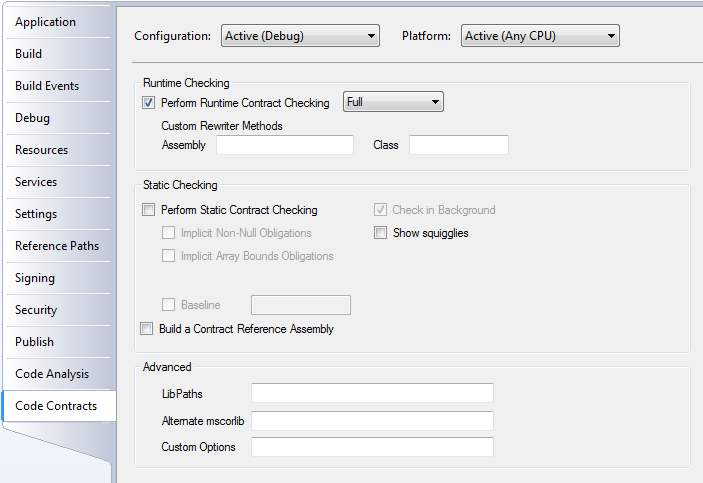 Application
Build
Build Events
Debug
Resources
Services
Settings
Reference Paths
Signing
Security
Publish
Code Analysis
Code Contracts
Configuration: Active (Debug) Platform: Active (Any CPU)
Runtime Checking
Perform Runtime Contract Checking Full
Custom Rewriter Methods
Assembly Class
Static Checking
Perform Static Contract Checking Check in Background
Implicit Non-Null Obligations Show squigglies
Implicit Array Bounds Obligations
Baseline
Build a Contract Reference Assembly
Advanced
LibPaths
Alternate mscorlib
Custom Options